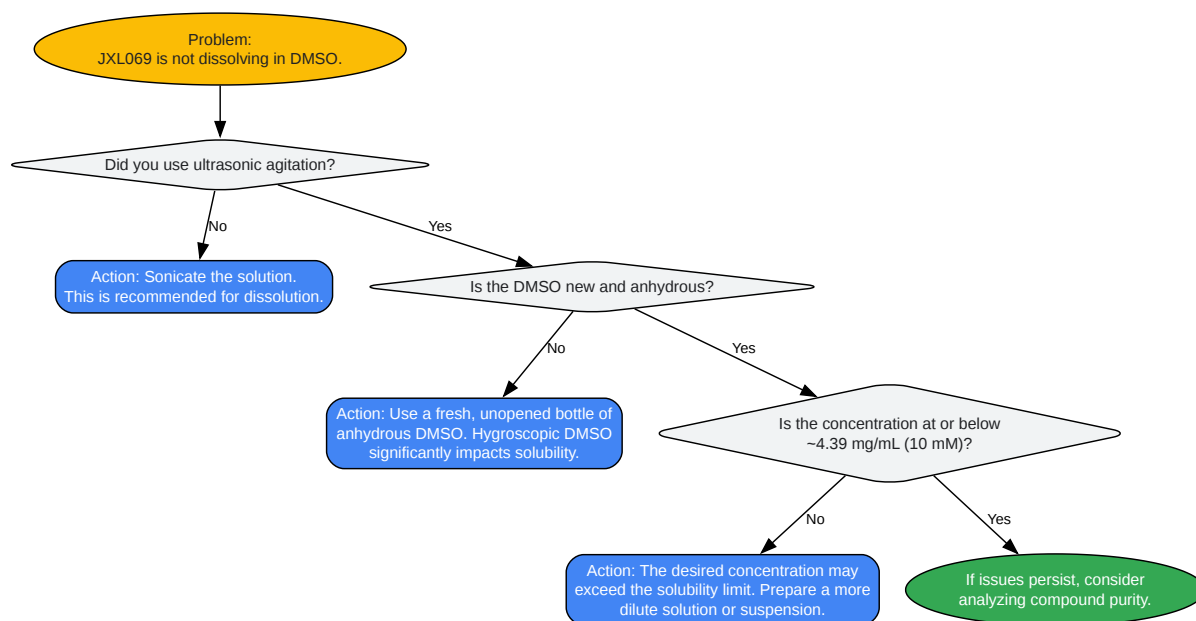 Problem:
JXL069 is not dissolving in DMSO.
Did you use ultrasonic agitation?
No
Yes
Action: Sonicate the solution.
This is recommended for dissolution.
Is the DMSO new and anhydrous?
No
Yes
Action: Use a fresh, unopened bottle of
anhydrous DMSO. Hygroscopic DMSO
significantly impacts solubility.
Is the concentration at or below
~4.39 mg/mL (10 mM)?
No
Yes
Action: The desired concentration may
exceed the solubility limit. Prepare a more
dilute solution or suspension.
If issues persist, consider
analyzing compound purity.